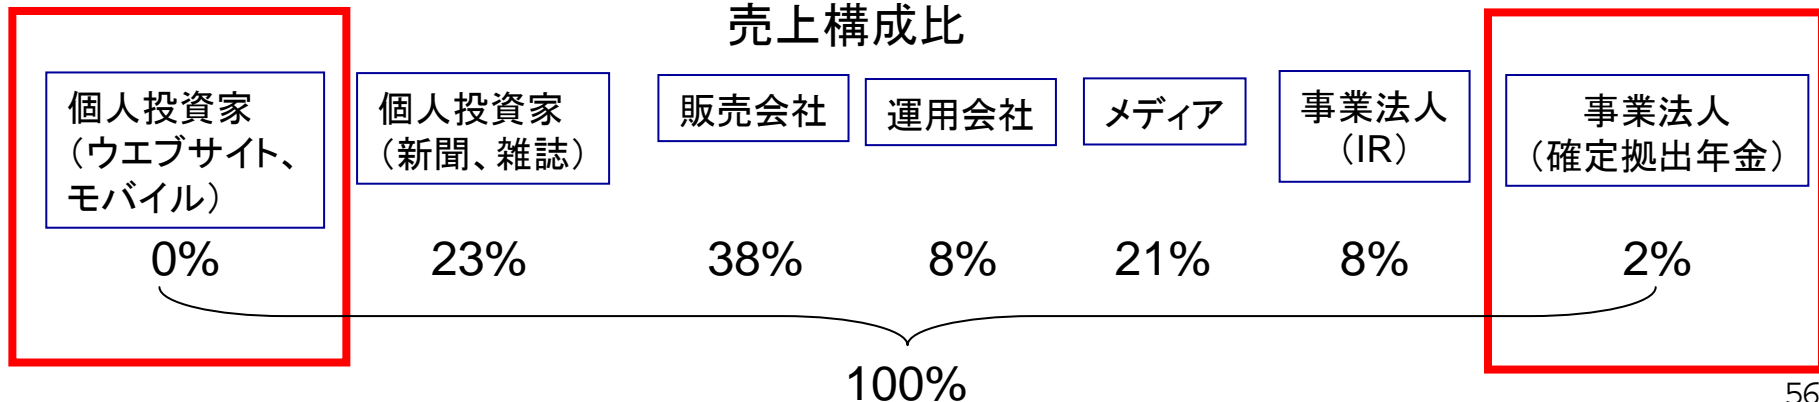 売上構成比
個人投資家
（ウエブサイト、
モバイル）
個人投資家
（新聞、雑誌）
販売会社
運用会社
メディア
事業法人
（IR）
事業法人
（確定拠出年金）
0%
23%
38%
8%
21%
8%
2%
100%
56